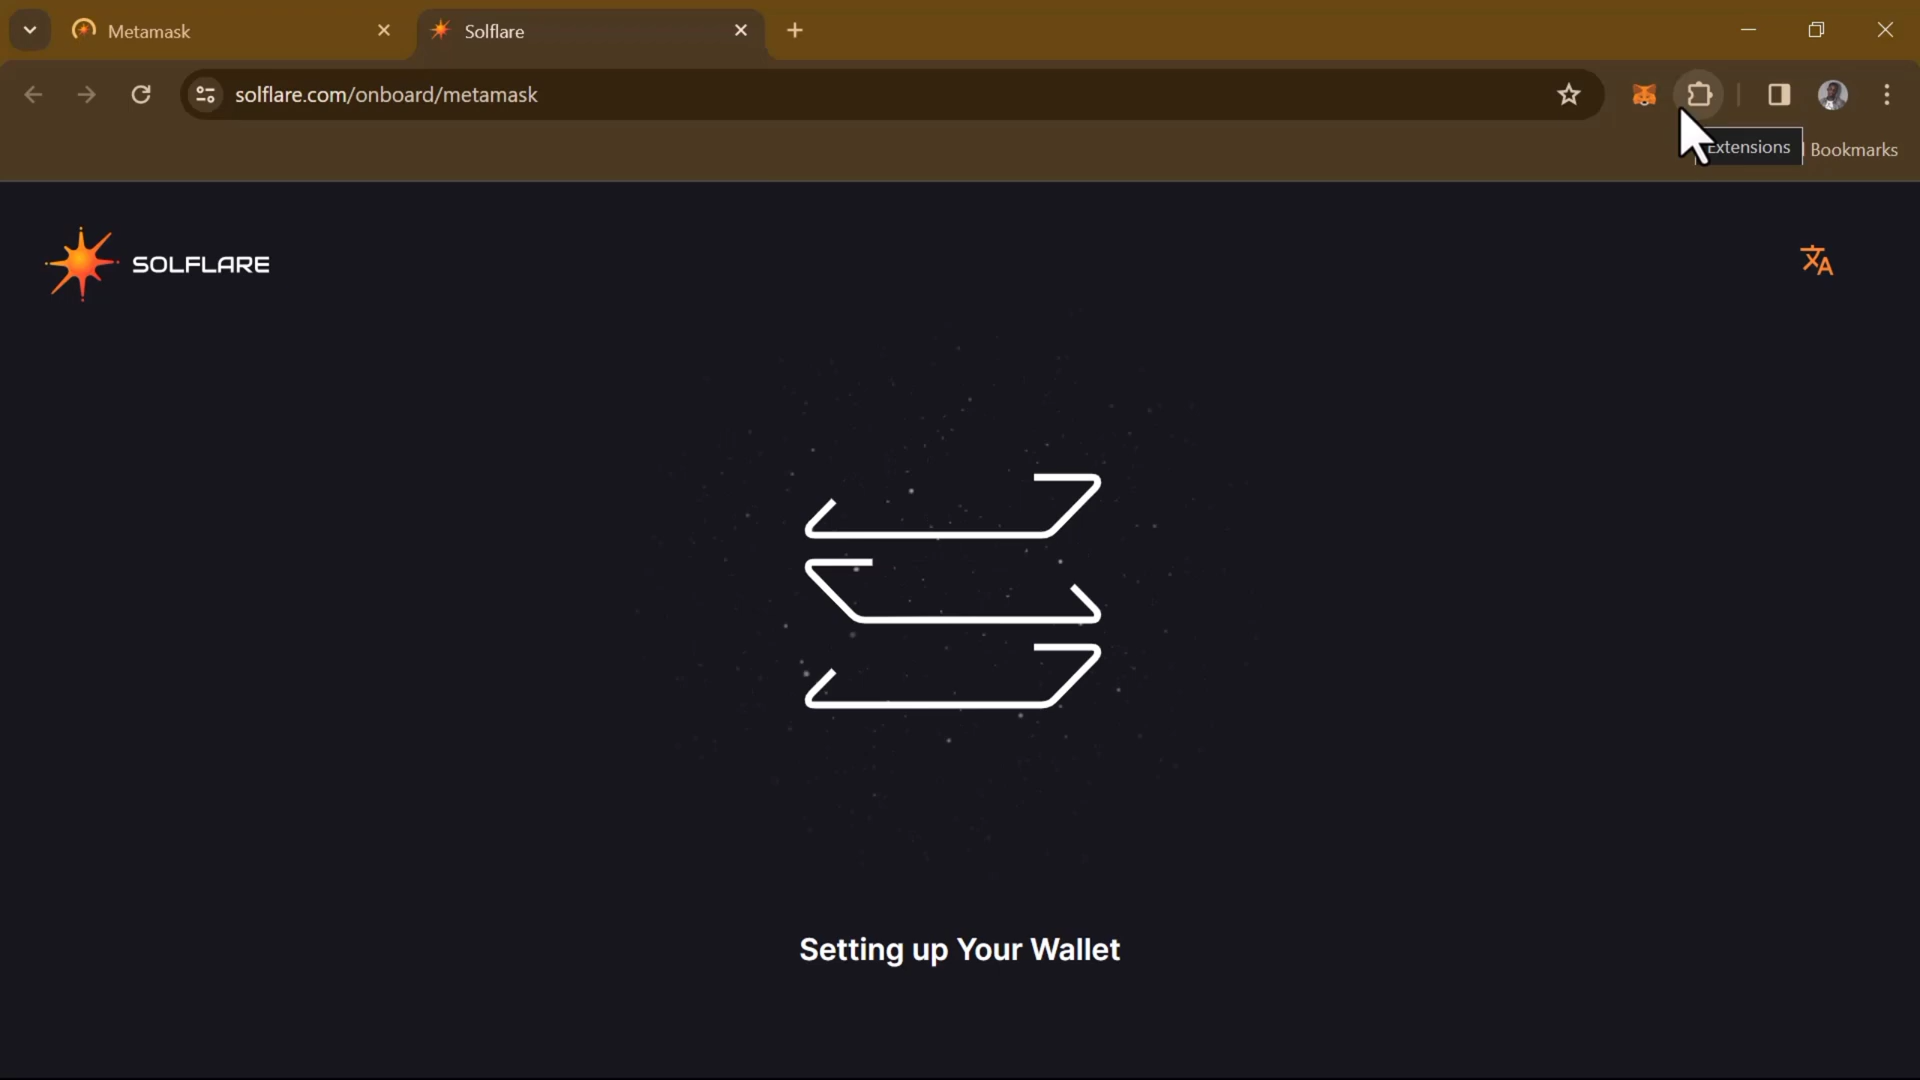 Metamask
Solflare
solflare.com/onboard/metamask
Extensions
Bookmarks
SOLFLARE
Setting up Your Wallet